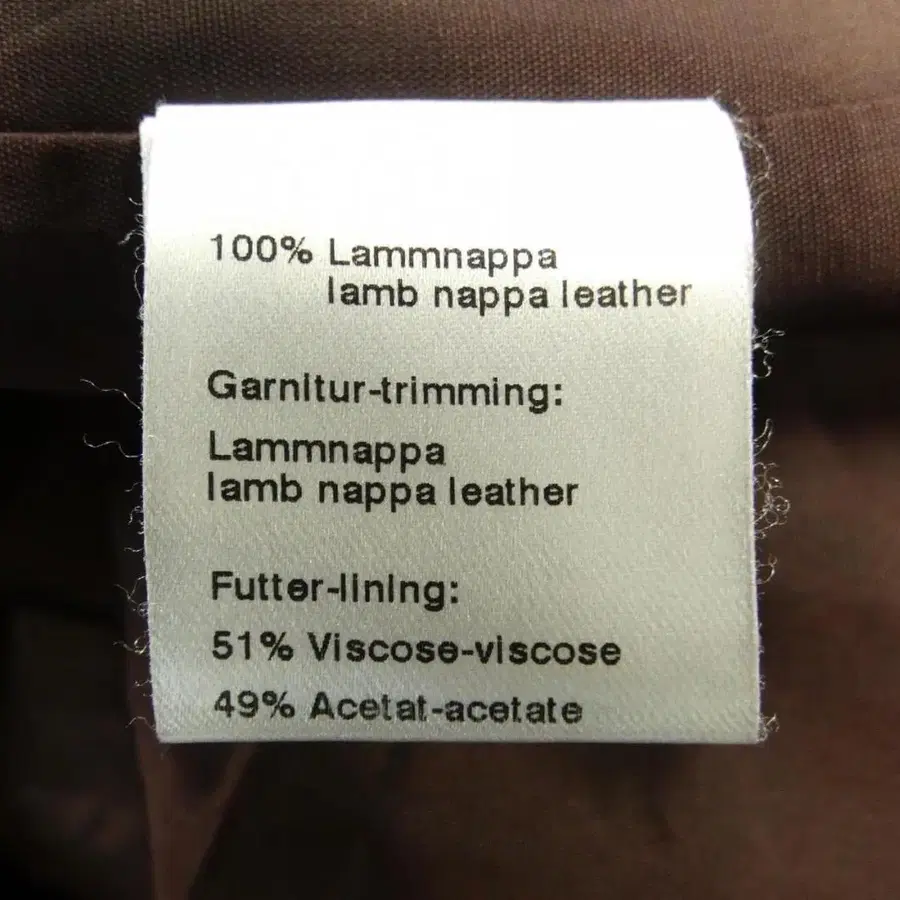 100% Lammnappa
lamb nappa leather
Garnitur-trimming:
Lammnappa
lamb nappa leather
Futter-lining:
51% Viscose-viscose
49% Acetat-acetate